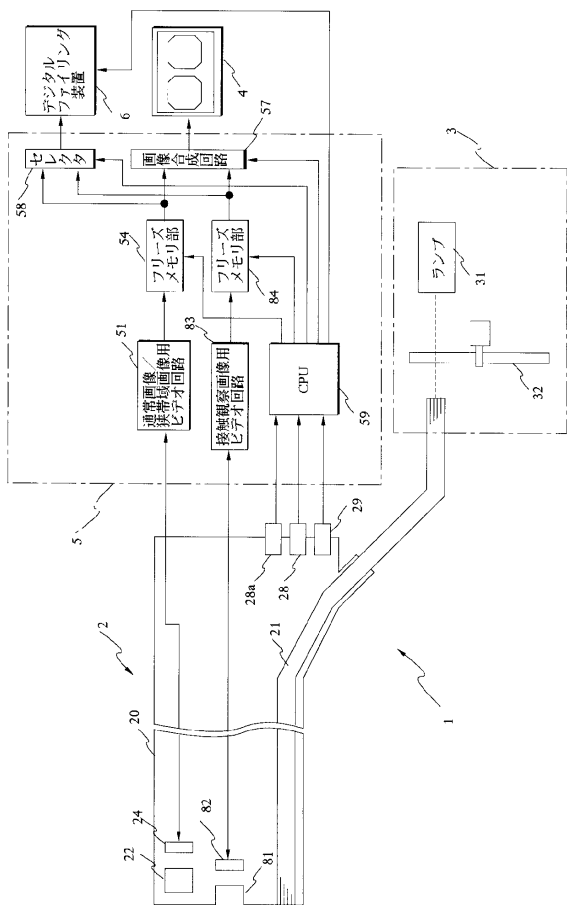 デジタル
ファイリング
装置
6
4
セレクタ
58
画像合成回路
57
3
54
フリーズ
メモリ部
フリーズ
メモリ部
84
ランプ
31
51
通常画像／
狭帯域画像用
ビデオ回路
83
接触観察画像用
ビデオ回路
CPU
59
32
5
28a
28
29
2
21
20
1
24
22
82
81